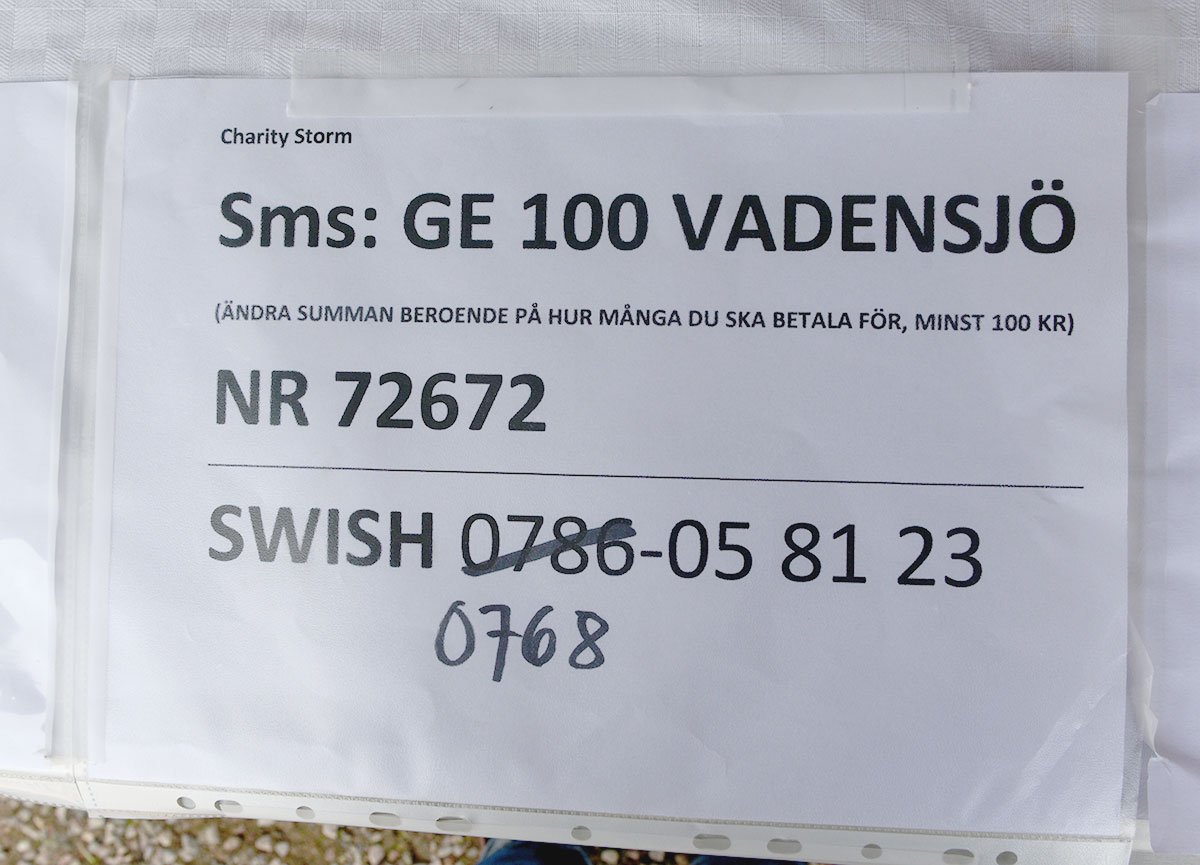 Charity Storm
Sms: GE 100 VADENSJÖ
(ÄNDRA SUMMAN BEROENDE PÅ HUR MÅNGA DU SKA BETALA FÖR, MINST 100 KR)
NR 72672
SWISH 0786-05 81 23
0768